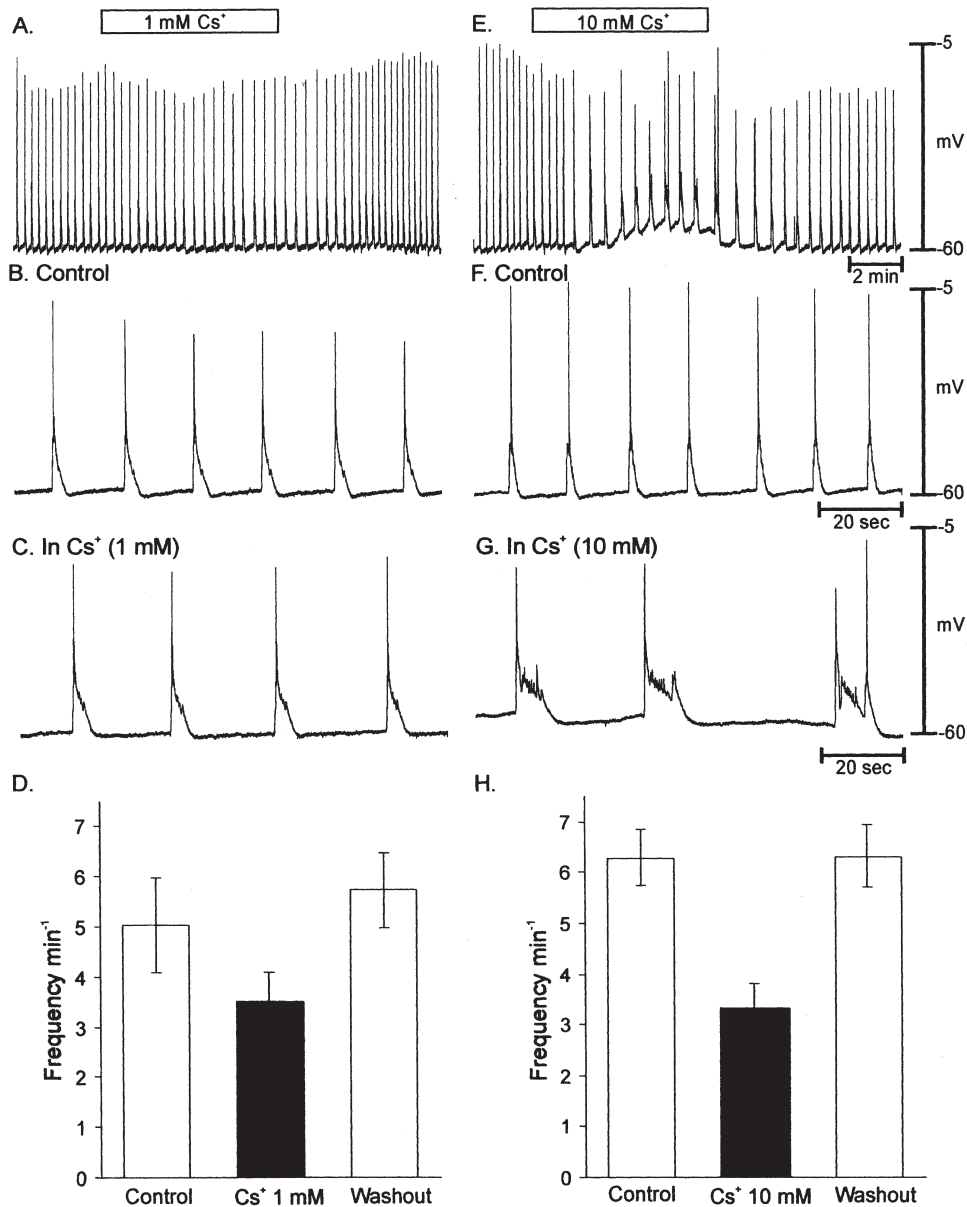 A.
1 mM Cs⁺
E.
10 mM Cs⁺
-5
mV
-60
2 min
B. Control
F. Control
-5
mV
-60
20 sec
C. In Cs⁺ (1 mM)
G. In Cs⁺ (10 mM)
-5
mV
-60
20 sec
D.
7
6
5
4
3
2
1
0
Frequency min⁻¹
Control
Cs⁺ 1 mM
Washout
H.
7
6
5
4
3
2
1
0
Frequency min⁻¹
Control
Cs⁺ 10 mM
Washout